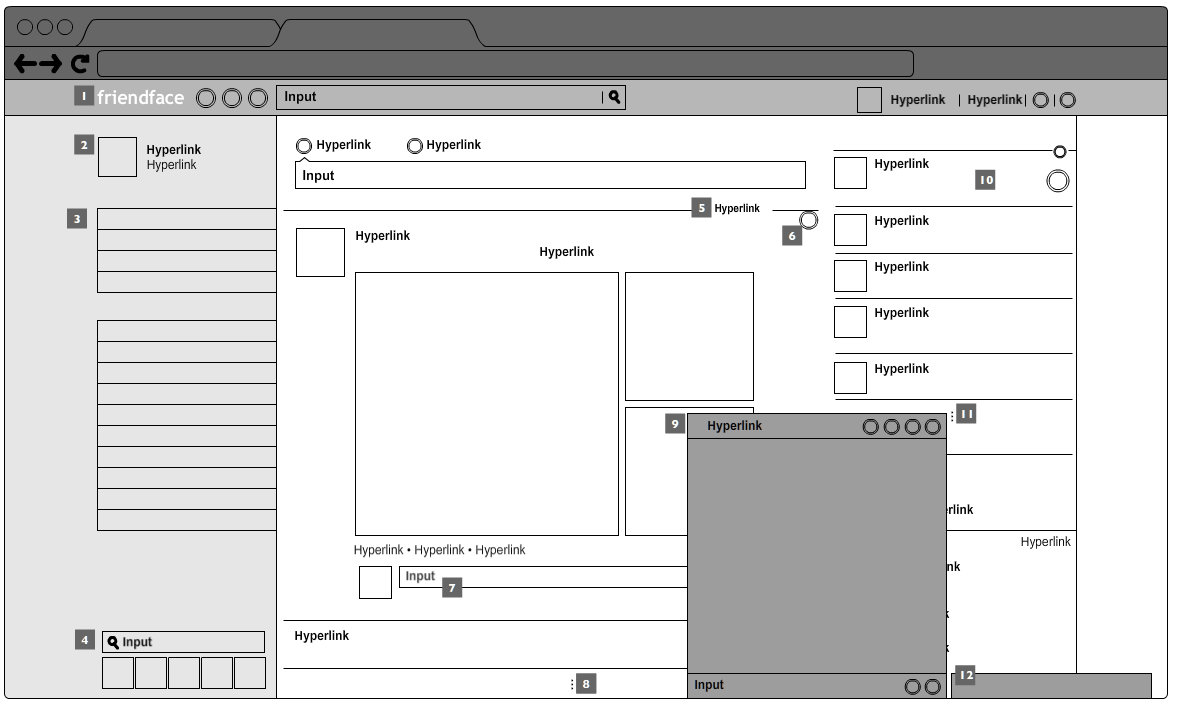 1 friendface Input | Hyperlink | Hyperlink | |
2 Hyperlink
Hyperlink
3
4 Input
Hyperlink Hyperlink
Input
5 Hyperlink
6
Hyperlink
Hyperlink
Hyperlink • Hyperlink • Hyperlink
Input
7
Hyperlink
⋮ 8
9 Hyperlink
Input
Hyperlink
10
Hyperlink
Hyperlink
Hyperlink
Hyperlink
⋮ 11
rlink
Hyperlink
nk
12